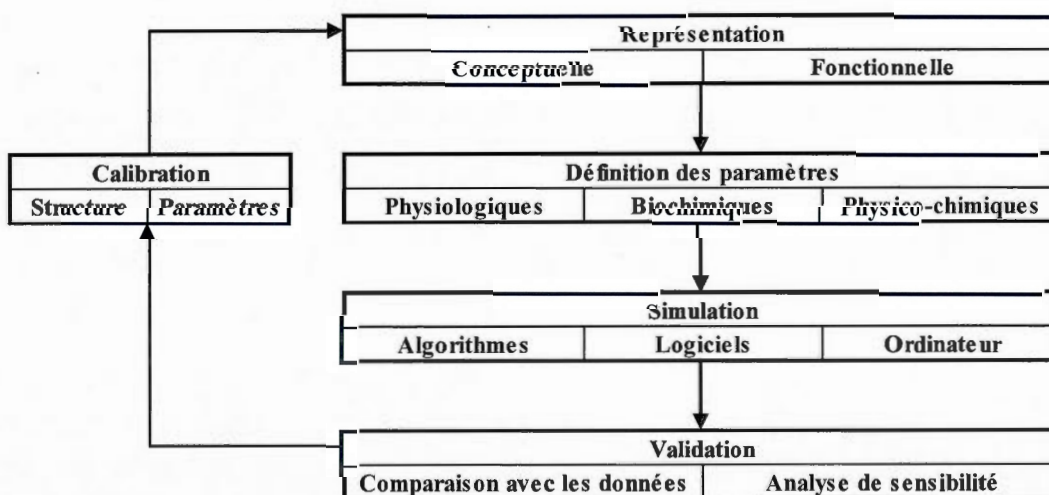 Représentation
Conceptuelle Fonctionnelle
Calibration
Structure Paramètres
Définition des paramètres
Physiologiques Biochimiques Physico-chimiques
Simulation
Algorithmes Logiciels Ordinateur
Validation
Comparaison avec les données Analyse de sensibilité